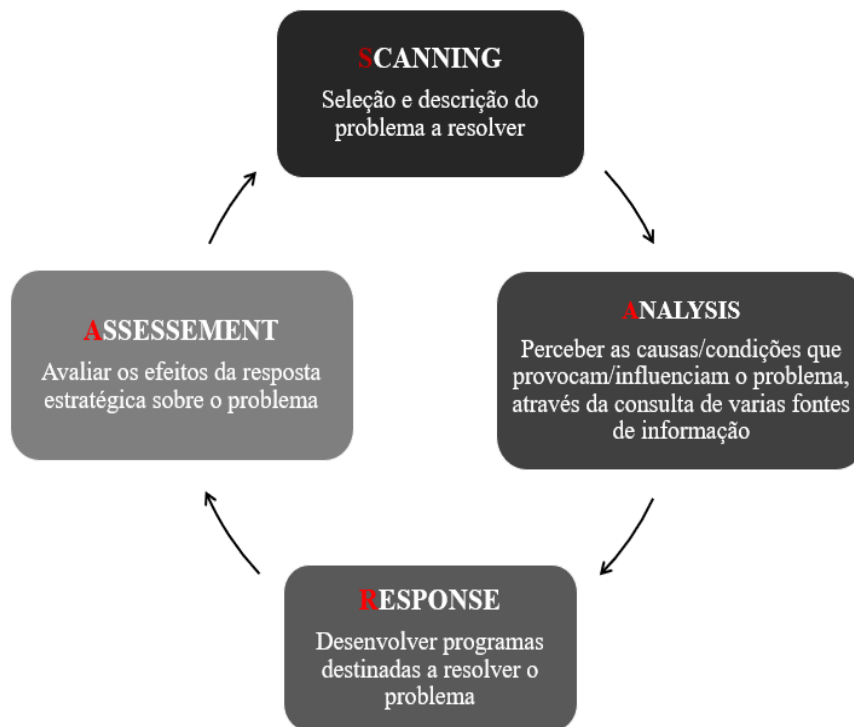 SCANNING
Seleção e descrição do
problema a resolver
ANALYSIS
Perceber as causas/condições que
provocam/influenciam o problema,
através da consulta de varias fontes
de informação
RESPONSE
Desenvolver programas
destinadas a resolver o
problema
ASSESSEMENT
Avaliar os efeitos da resposta
estratégica sobre o problema